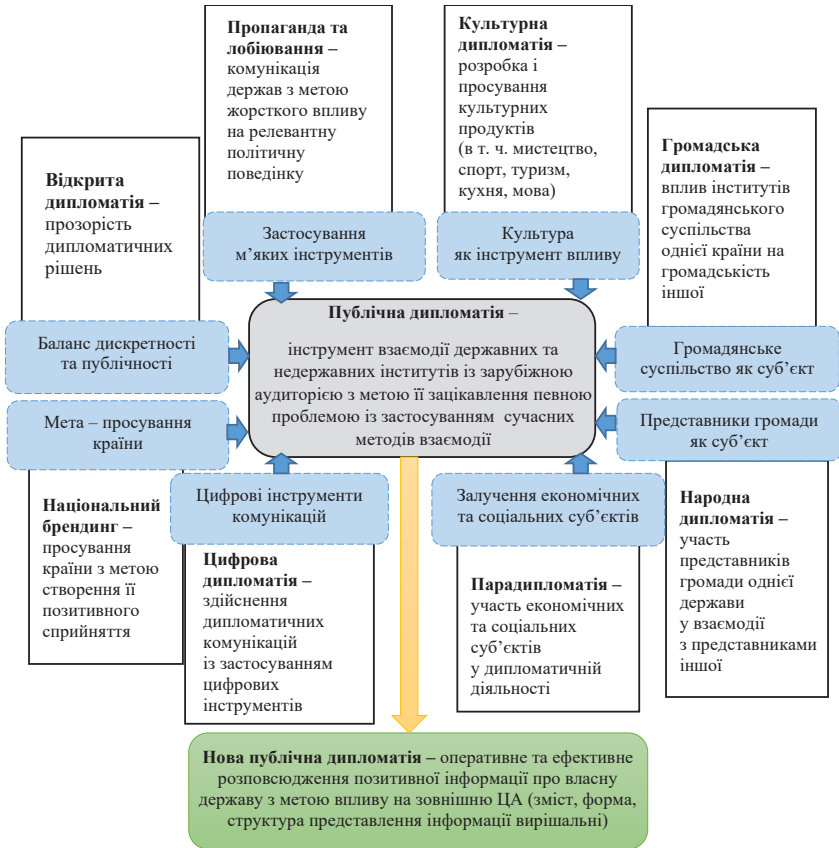 Пропаганда та
лобіювання –
комунікація
держав з метою
жорсткого впливу
на релевантну
політичну
поведінку
Застосування
м’яких інструментів
Культурна
дипломатія –
розробка і
просування
культурних
продуктів
(в т. ч. мистецтво,
спорт, туризм,
кухня, мова)
Культура
як інструмент впливу
Відкрита
дипломатія –
прозорість
дипломатичних
рішень
Баланс дискретності
та публічності
Громадська
дипломатія –
вплив інститутів
громадянського
суспільства
однієї країни на
громадськість
іншої
Громадянське
суспільство як суб’єкт
Публічна дипломатія –
інструмент взаємодії державних та
недержавних інститутів із зарубіжною
аудиторією з метою її зацікавлення певною
проблемою із застосуванням сучасних
методів взаємодії
Мета – просування
країни
Національний
брендинг –
просування
країни з метою
створення її
позитивного
сприйняття
Цифрові інструменти
комунікацій
Цифрова
дипломатія –
здійснення
дипломатичних
комунікацій
із застосуванням
цифрових
інструментів
Залучення економічних
та соціальних суб’єктів
Парадипломатія –
участь економічних
та соціальних
суб’єктів
у дипломатичній
діяльності
Представники громади
як суб’єкт
Народна
дипломатія –
участь
представників
громади однієї
держави
у взаємодії
з представниками
іншої
Нова публічна дипломатія – оперативне та ефективне
розповсюдження позитивної інформації про власну
державу з метою впливу на зовнішню ЦА (зміст, форма,
структура представлення інформації вирішальні)